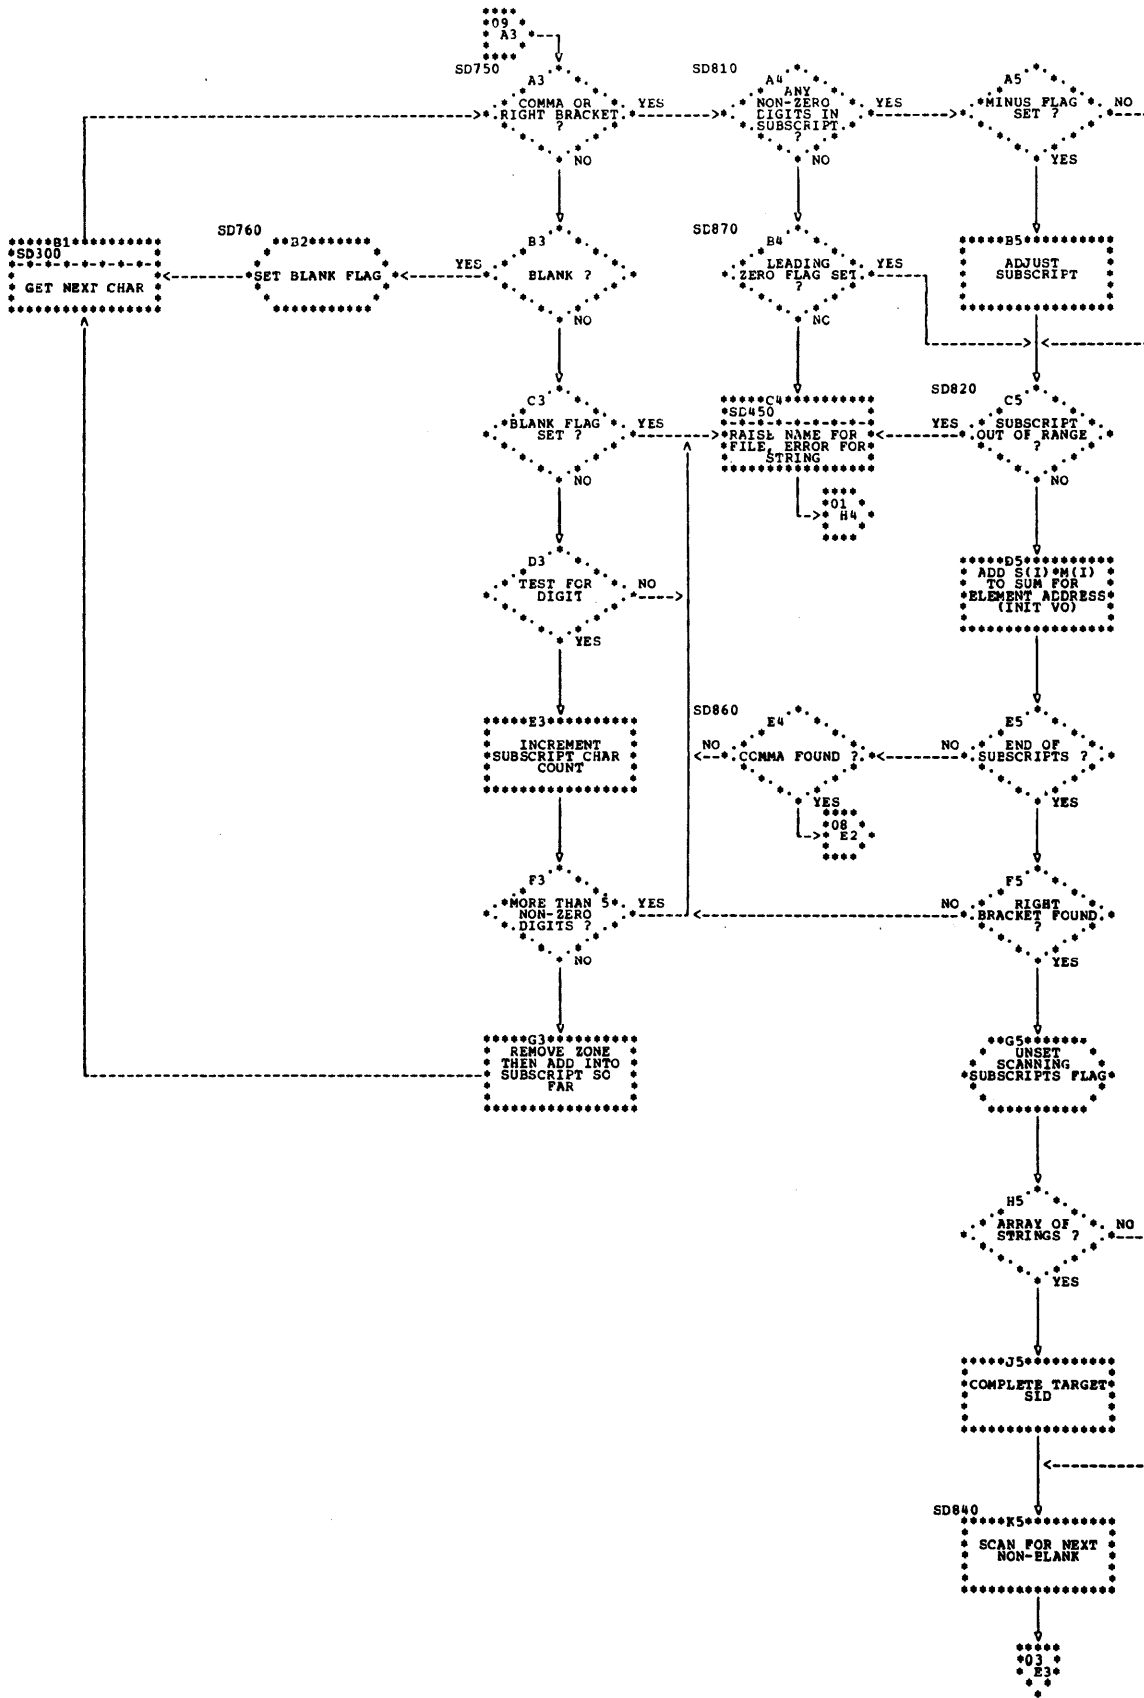 09
A3
SD750
A3
COMMA OR
RIGHT BRACKET
?
YES
NO
SD810
A4
ANY
NON-ZERO
DIGITS IN
SUBSCRIPT
?
YES
NO
A5
MINUS FLAG
SET ?
NO
YES
B1
SD300
GET NEXT CHAR
SD760
B2
SET BLANK FLAG
B3
BLANK ?
YES
NO
SD870
B4
LEADING
ZERO FLAG SET
?
YES
NO
B5
ADJUST
SUBSCRIPT
C3
BLANK FLAG
SET ?
YES
NO
C4
SD450
RAISE NAME FOR
FILE, ERROR FOR
STRING
01
H4
SD820
C5
SUBSCRIPT
OUT OF RANGE
?
YES
NO
D3
TEST FOR
DIGIT
NO
YES
D5
ADD S(I)*M(I)
TO SUM FOR
ELEMENT ADDRESS
(INIT VO)
E3
INCREMENT
SUBSCRIPT CHAR
COUNT
SD860
E4
COMMA FOUND ?
NO
YES
08
E2
E5
END OF
SUBSCRIPTS ?
NO
YES
F3
MORE THAN 5
NON-ZERO
DIGITS ?
YES
NO
F5
RIGHT
BRACKET FOUND
?
NO
YES
G3
REMOVE ZONE
THEN ADD INTO
SUBSCRIPT SO
FAR
G5
UNSET
SCANNING
SUBSCRIPTS FLAG
H5
ARRAY OF
STRINGS ?
NO
YES
J5
COMPLETE TARGET
SID
SD840
K5
SCAN FOR NEXT
NON-BLANK
03
E3